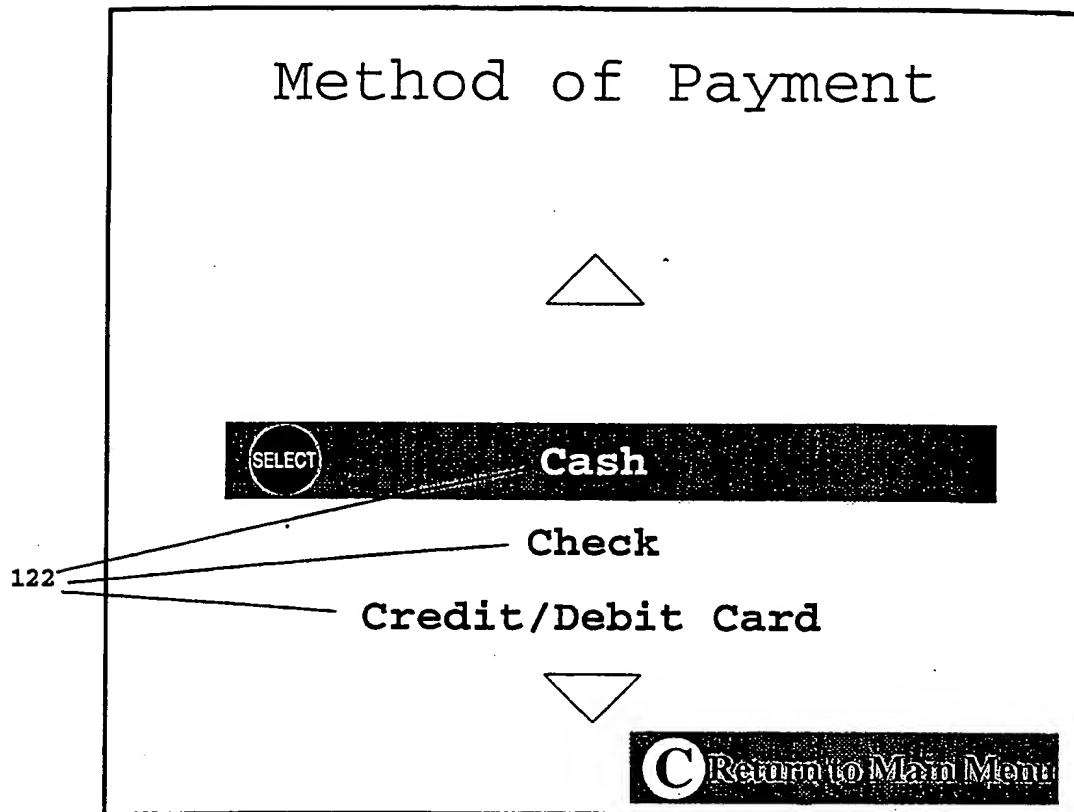 Method of Payment
SELECT Cash
Check
122
Credit/Debit Card
C Return to Main Menu